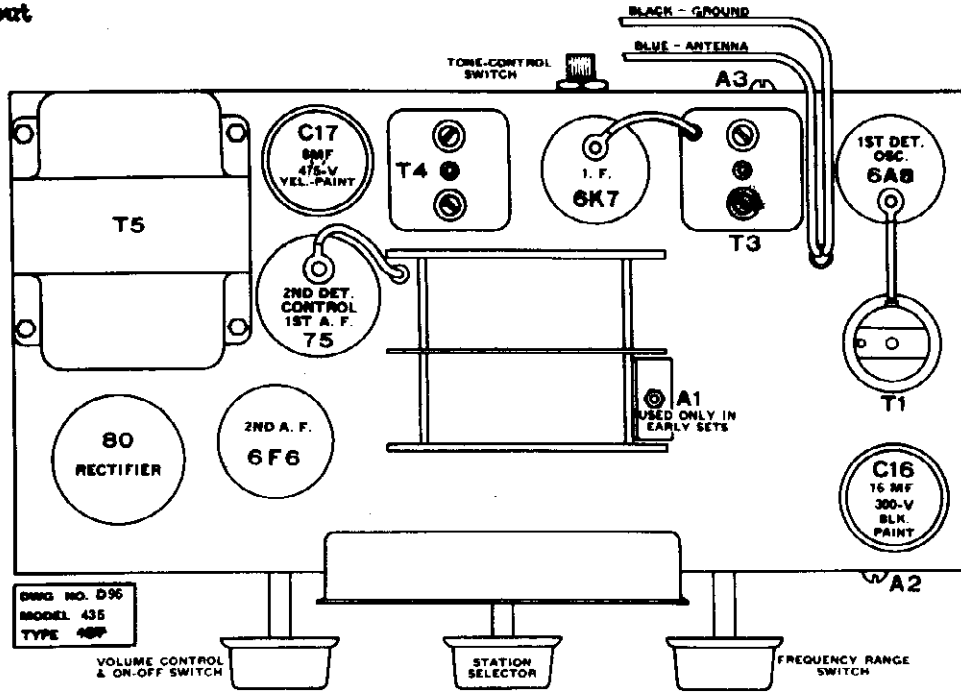 BLACK - GROUND
BLUE - ANTENNA
TONE-CONTROL
SWITCH
A3
C17
8MF
475-V
YEL.-PAINT
T4
I. F.
6K7
T3
1ST DET.
OSC.
6A8
T5
2ND DET.
CONTROL
1ST A. F.
75
A1
USED ONLY IN
EARLY SETS
T1
80
RECTIFIER
2ND A. F.
6F6
C16
16 MF
300-V
BLK.
PAINT
A2
DWG NO. D96
MODEL 435
TYPE
VOLUME CONTROL
& ON-OFF SWITCH
STATION
SELECTOR
FREQUENCY RANGE
SWITCH